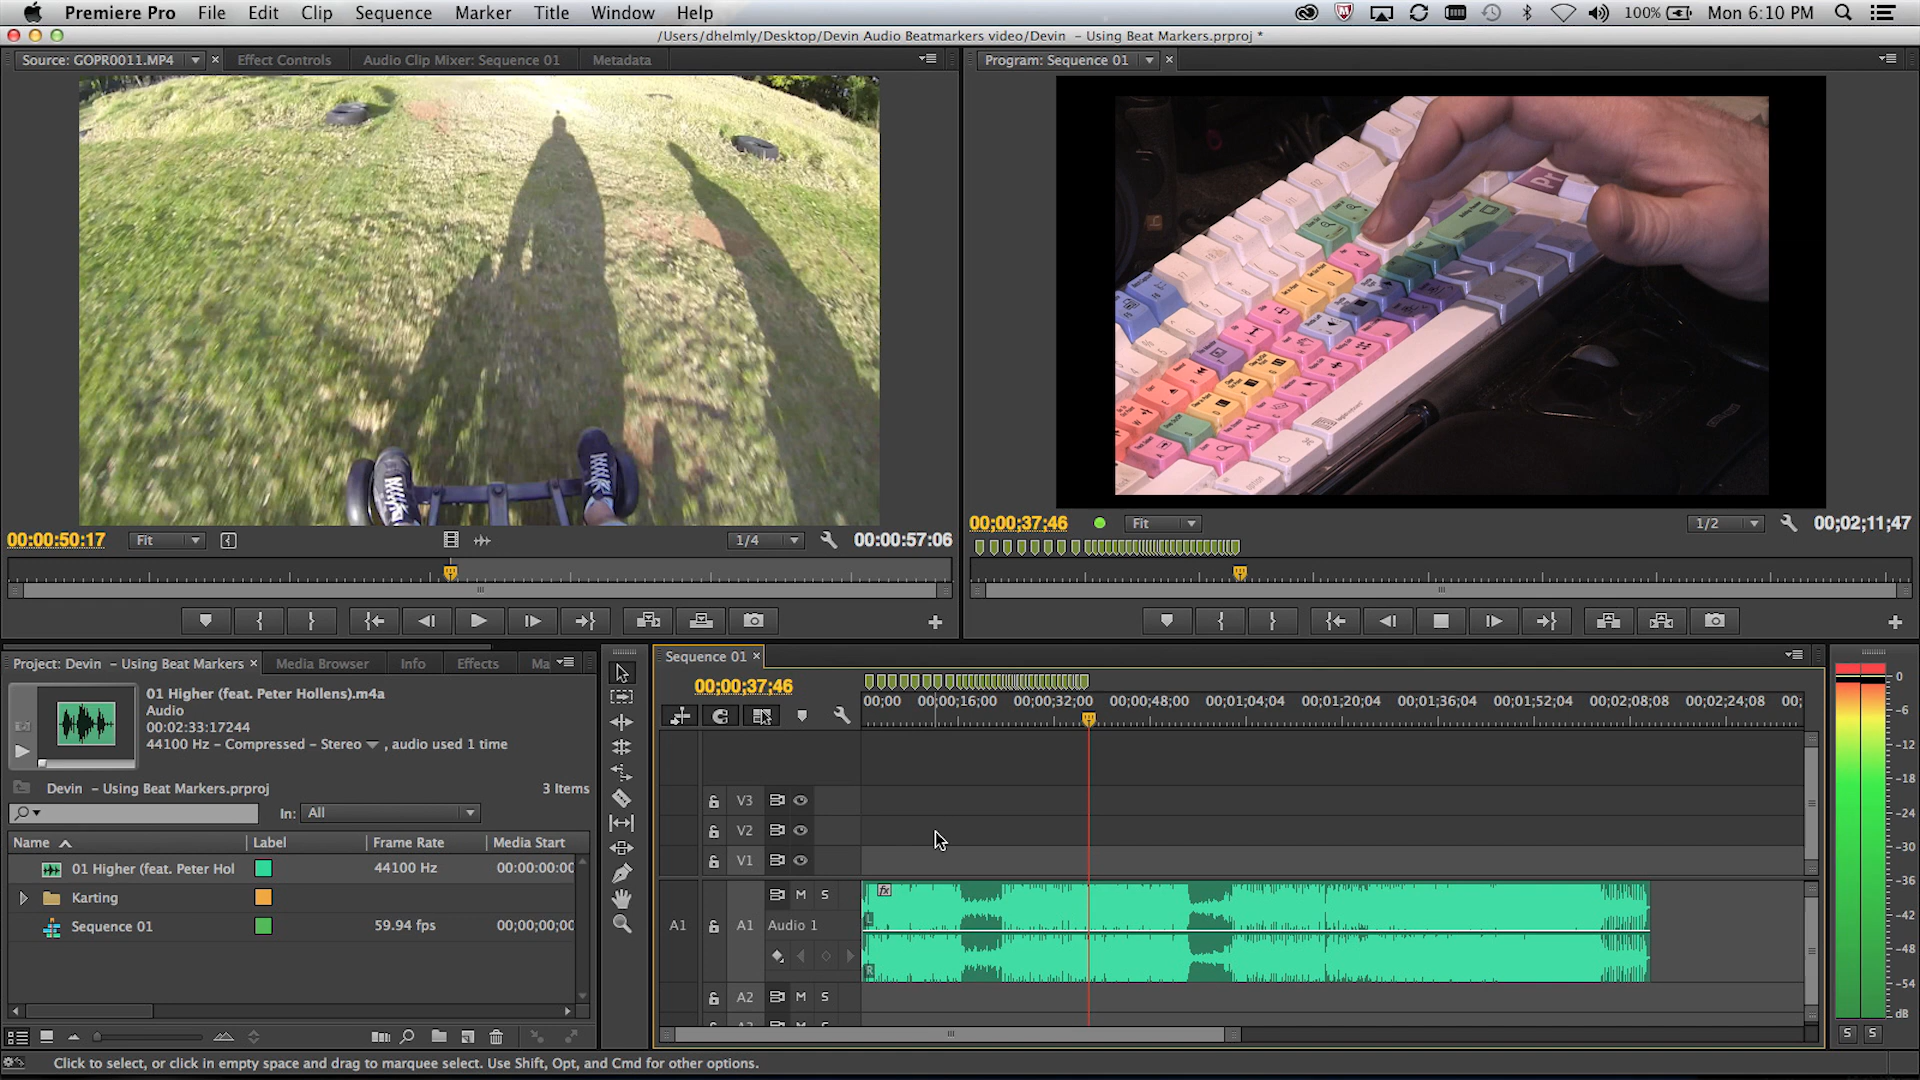 Premiere Pro File Edit Clip Sequence Marker Title Window Help 100% Mon 6:10 PM
/Users/dhelmly/Desktop/Devin Audio Beatmarkers video/Devin – Using Beat Markers.prproj *
Source: GOPR0011.MP4 Effect Controls Audio Clip Mixer: Sequence 01 Metadata
Program: Sequence 01
Pr
00:00:50:17 Fit 1/4 00:00:57:06
00;00;37;46 Fit 1/2 00;02;11;47
Project: Devin – Using Beat Markers Media Browser Info Effects Ma
01 Higher (feat. Peter Hollens).m4a
Audio
00:02:33:17244
44100 Hz – Compressed – Stereo , audio used 1 time
Devin – Using Beat Markers.prproj 3 Items
In: All
Name Label Frame Rate Media Start
01 Higher (feat. Peter Hol 44100 Hz 00:00:00:00
Karting
Sequence 01 59.94 fps 00;00;00;00
Sequence 01
00;00;37;46
00;00 00;00;16;00 00;00;32;00 00;00;48;00 00;01;04;04 00;01;20;04 00;01;36;04 00;01;52;04 00;02;08;08 00;02;24;08 00;
V3
V2
V1
A1 A1 M S
Audio 1
fx
L
R
A2 M S
0
-6
-12
-18
-24
-30
-36
-42
-48
-54
dB
S S
Click to select, or click in empty space and drag to marquee select. Use Shift, Opt, and Cmd for other options.